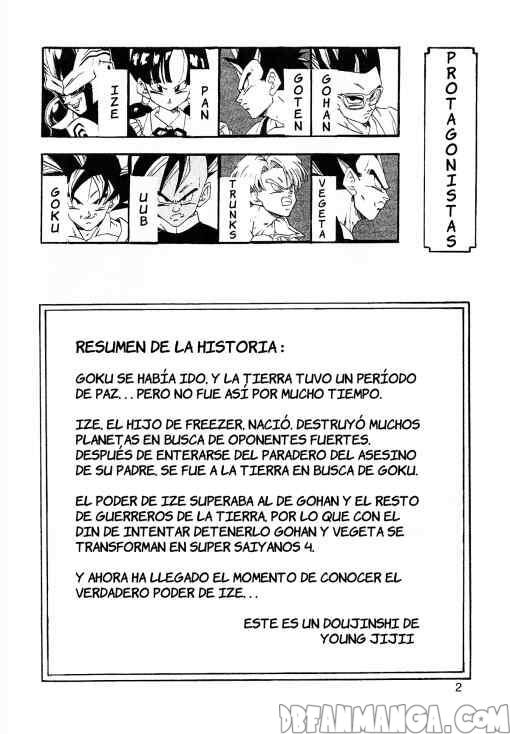 PROTAGONISTAS
IZE
PAN
GOTEN
GOHAN
GOKU
UUB
TRUNKS
VEGETA
RESUMEN DE LA HISTORIA:
GOKU SE HABÍA IDO, Y LA TIERRA TUVO UN PERÍODO
DE PAZ... PERO NO FUE ASÍ POR MUCHO TIEMPO.
IZE, EL HIJO DE FREEZER, NACIÓ, DESTRUYÓ MUCHOS
PLANETAS EN BUSCA DE OPONENTES FUERTES.
DESPUÉS DE ENTERARSE DEL PARADERO DEL ASESINO
DE SU PADRE, SE FUE A LA TIERRA EN BUSCA DE GOKU.
EL PODER DE IZE SUPERABA AL DE GOHAN Y EL RESTO
DE GUERREROS DE LA TIERRA, POR LO QUE CON EL
DIN DE INTENTAR DETENERLO GOHAN Y VEGETA SE
TRANSFORMAN EN SUPER SAIYANOS 4.
Y AHORA HA LLEGADO EL MOMENTO DE CONOCER EL
VERDADERO PODER DE IZE...
ESTE ES UN DOUJINSHI DE
YOUNG JIJII
2
DBFANMANGA.COM